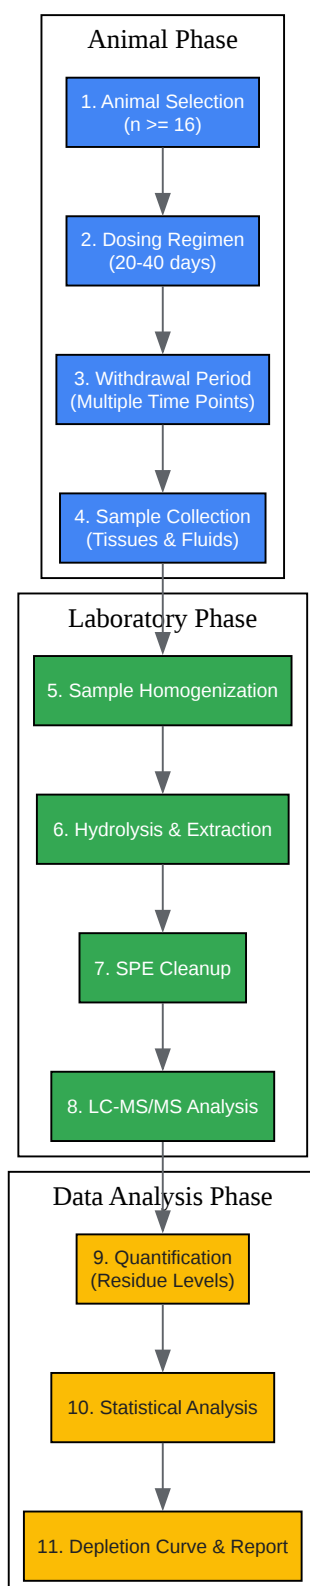 Animal Phase
1. Animal Selection
(n >= 16)
2. Dosing Regimen
(20-40 days)
3. Withdrawal Period
(Multiple Time Points)
4. Sample Collection
(Tissues & Fluids)
Laboratory Phase
5. Sample Homogenization
6. Hydrolysis & Extraction
7. SPE Cleanup
8. LC-MS/MS Analysis
Data Analysis Phase
9. Quantification
(Residue Levels)
10. Statistical Analysis
11. Depletion Curve & Report